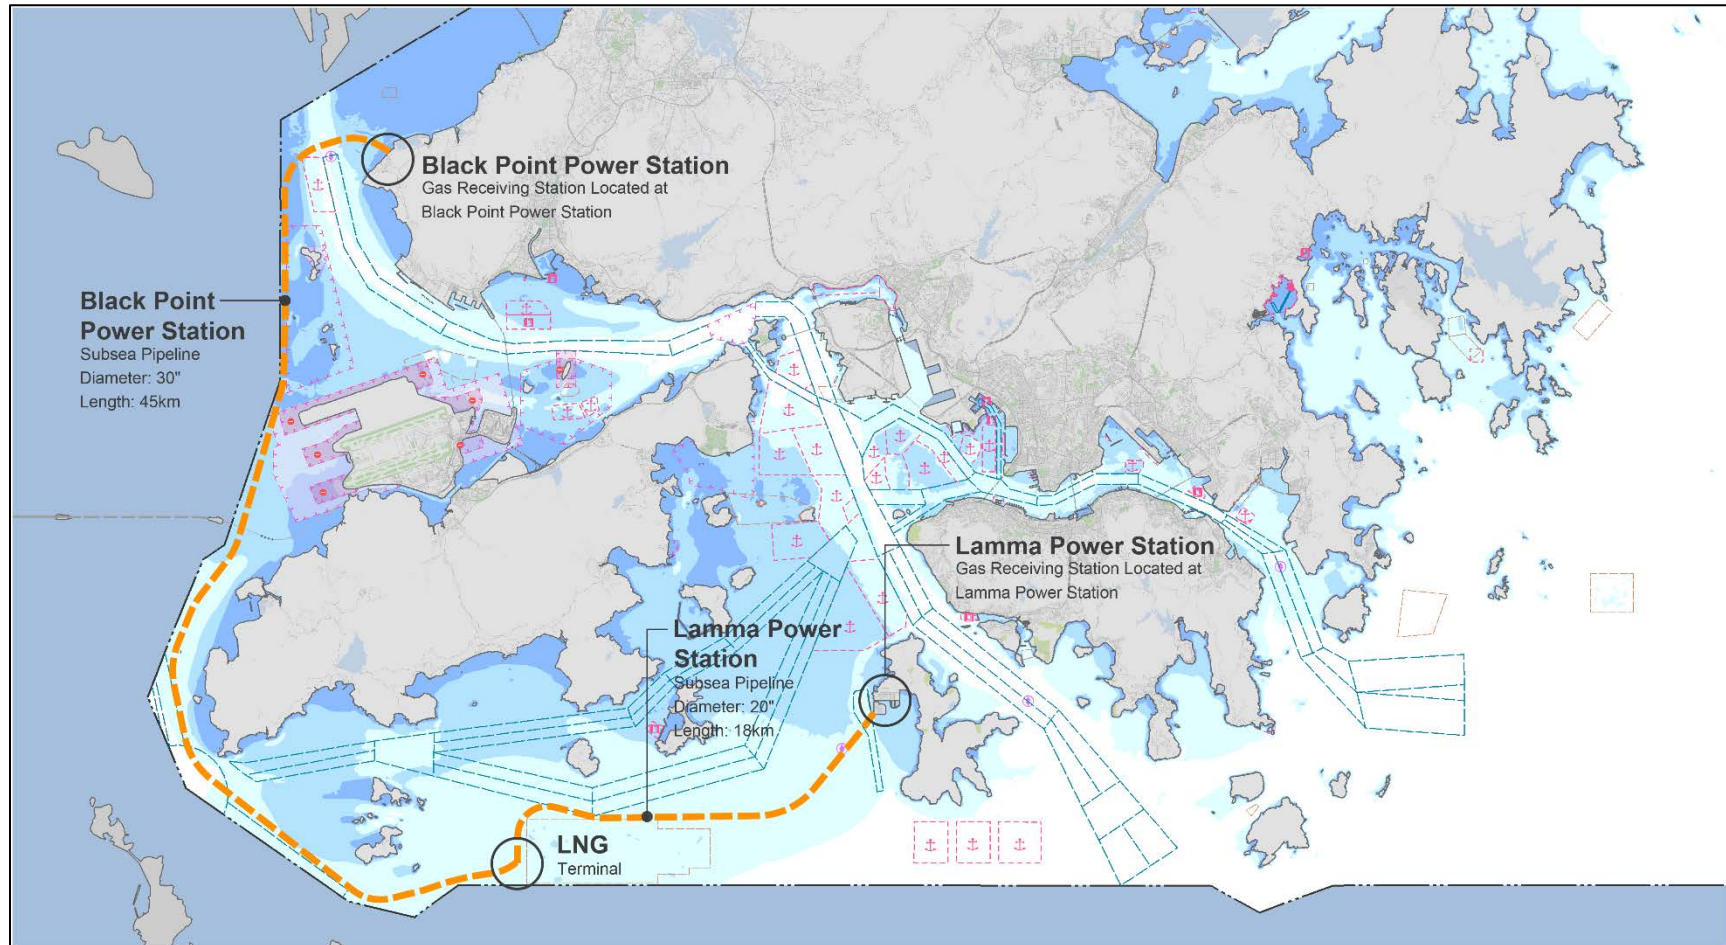 Black Point Power Station
Gas Receiving Station Located at
Black Point Power Station
Black Point
Power Station
Subsea Pipeline
Diameter: 30"
Length: 45km
Lamma Power Station
Gas Receiving Station Located at
Lamma Power Station
Lamma Power
Station
Subsea Pipeline
Diameter: 20"
Length: 18km
LNG
Terminal